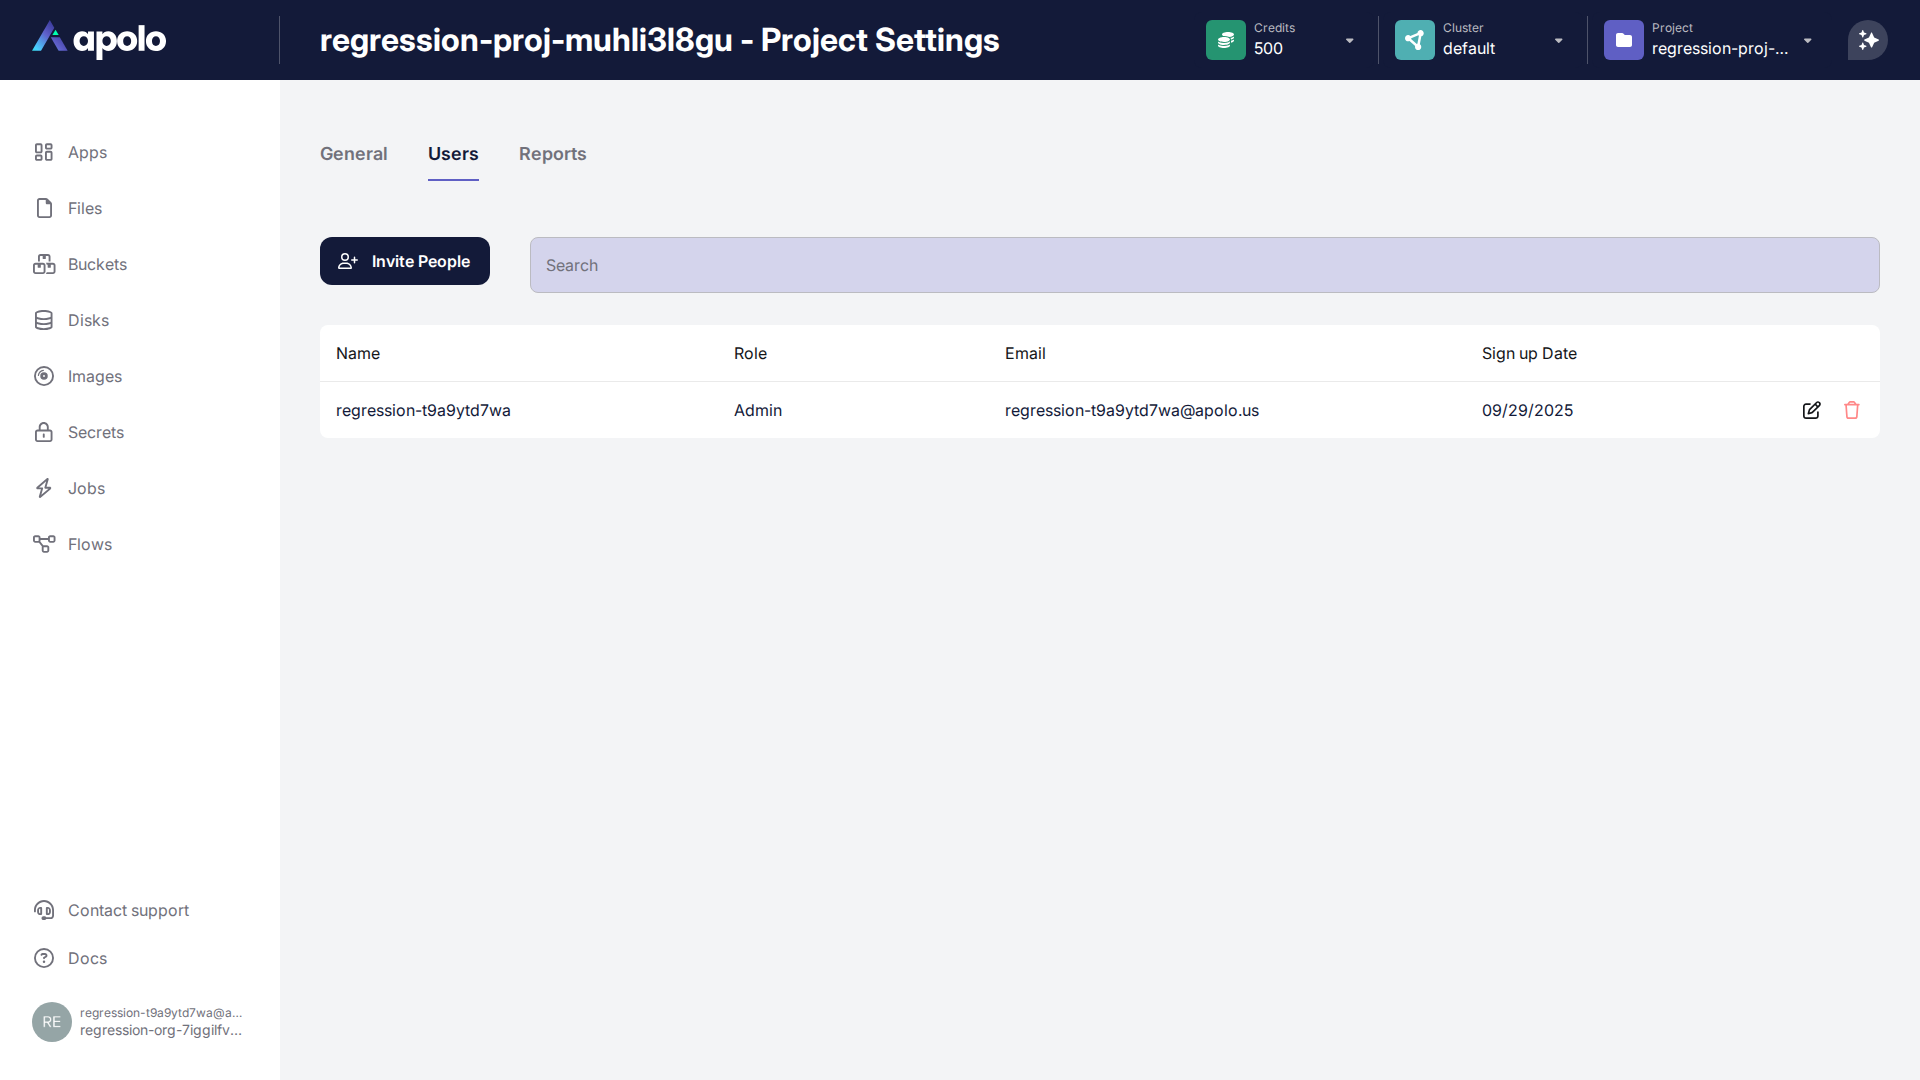 apolo
regression-proj-muhli3l8gu - Project Settings
Credits
500
Cluster
default
Project
regression-proj-...
Apps
Files
Buckets
Disks
Images
Secrets
Jobs
Flows
General
Users
Reports
Invite People
Search
Name
Role
Email
Sign up Date
regression-t9a9ytd7wa
Admin
regression-t9a9ytd7wa@apolo.us
09/29/2025
Contact support
Docs
RE
regression-t9a9ytd7wa@a...
regression-org-7iggilfv...